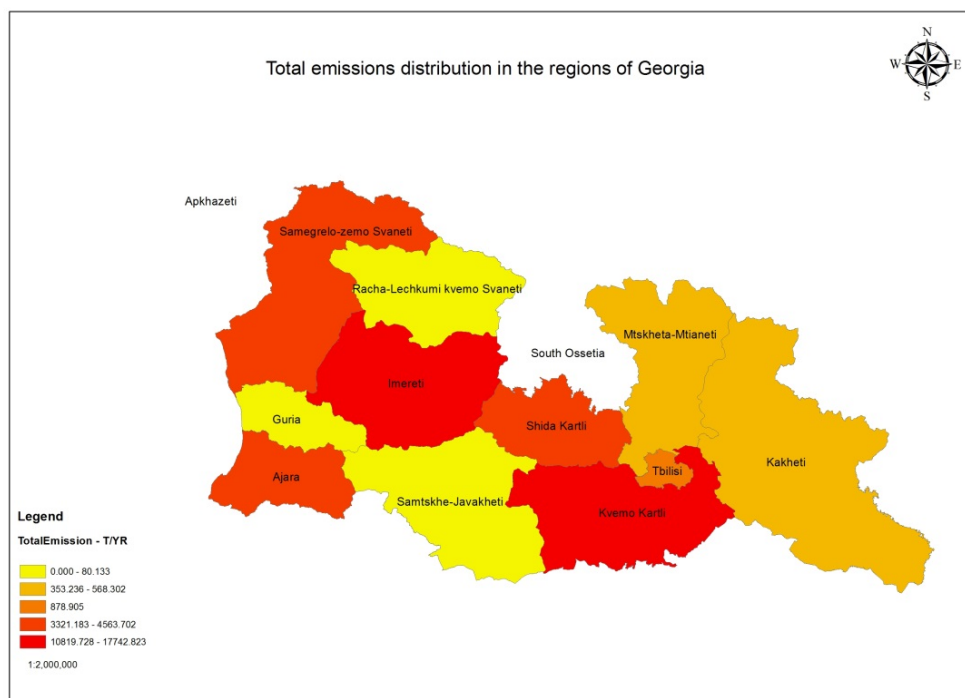 N
W E
S
Total emissions distribution in the regions of Georgia
Apkhazeti
Samegrelo-zemo Svaneti
Racha-Lechkumi kvemo Svaneti
Mtskheta-Mtianeti
South Ossetia
Imereti
Guria
Shida Kartli
Kakheti
Tbilisi
Ajara
Samtskhe-Javakheti
Kvemo Kartli
Legend
TotalEmission - T/YR
0.000 - 80.133
353.236 - 568.302
878.905
3321.183 - 4563.702
10819.728 - 17742.823
1:2,000,000